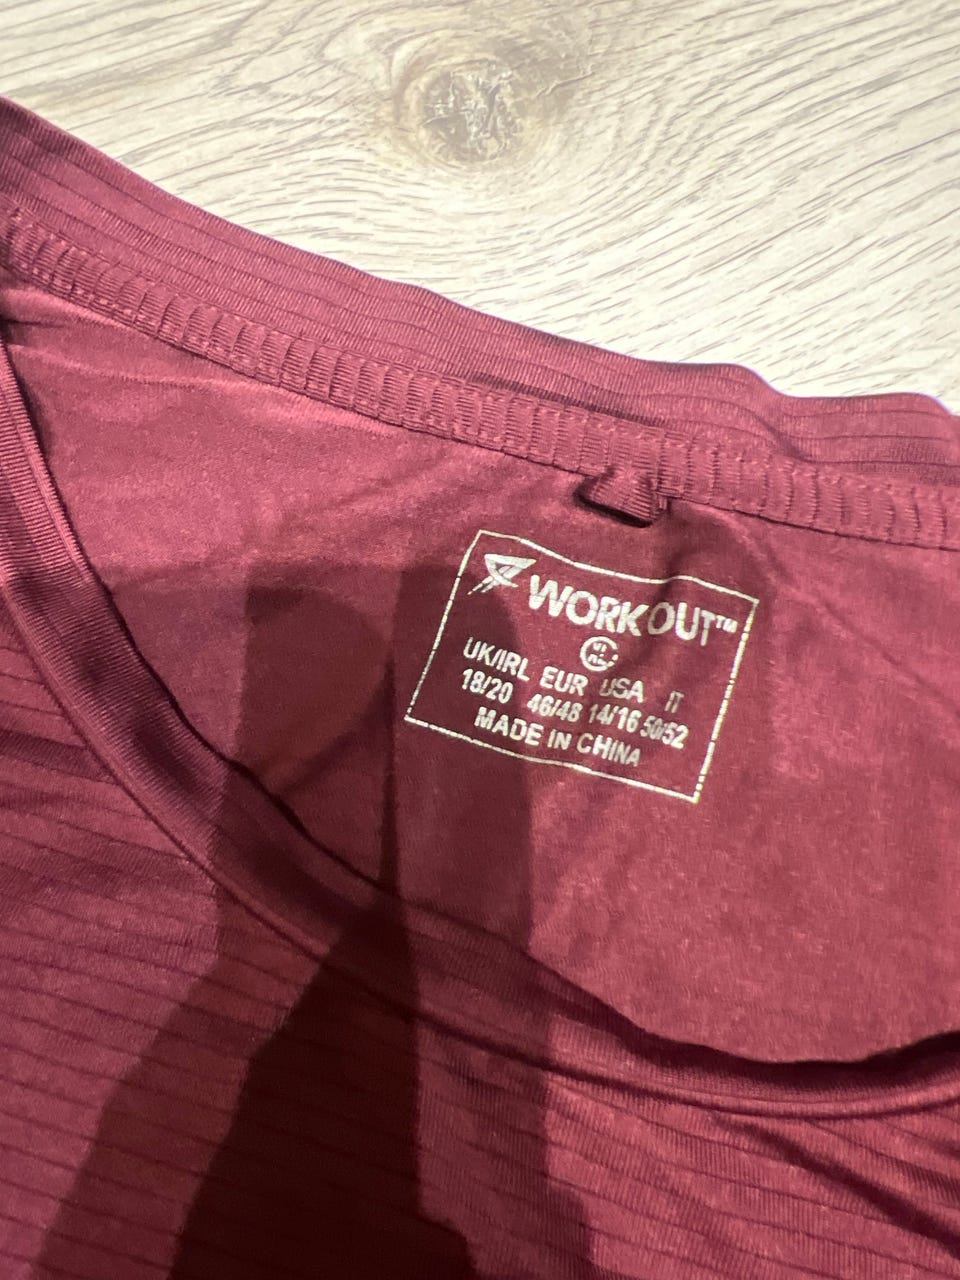 WORKOUT™
UK/IRL EUR USA IT
18/20 46/48 14/16 50/52
MADE IN CHINA